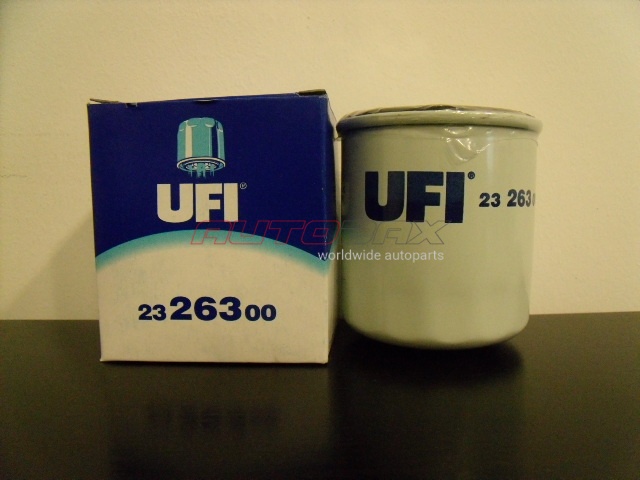 UFI®
23 263 00
UFI®
23 263
AUTOPAX
worldwide autoparts